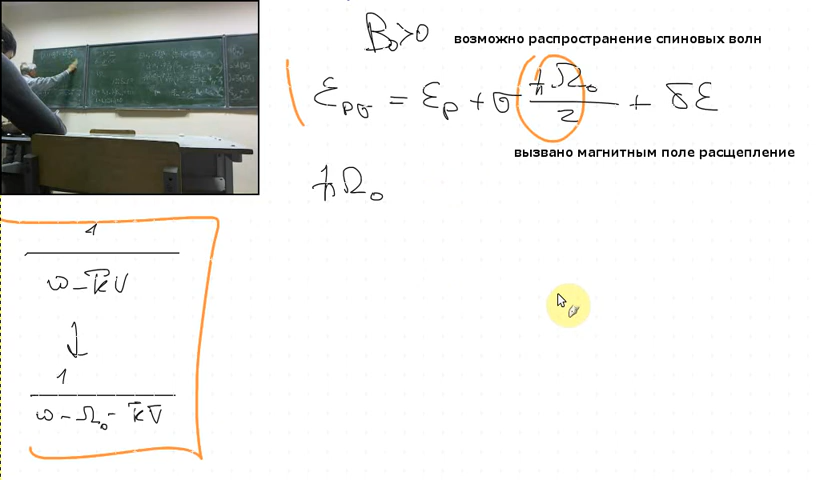 B₀>0
возможно распространение спиновых волн
ε_pσ = ε_p + σ ħΩ₀/2 + δε
вызвано магнитным поле расщепление
ħΩ₀
1
ω – k̅v
↓
1
ω – Ω₀ – k̅v̅